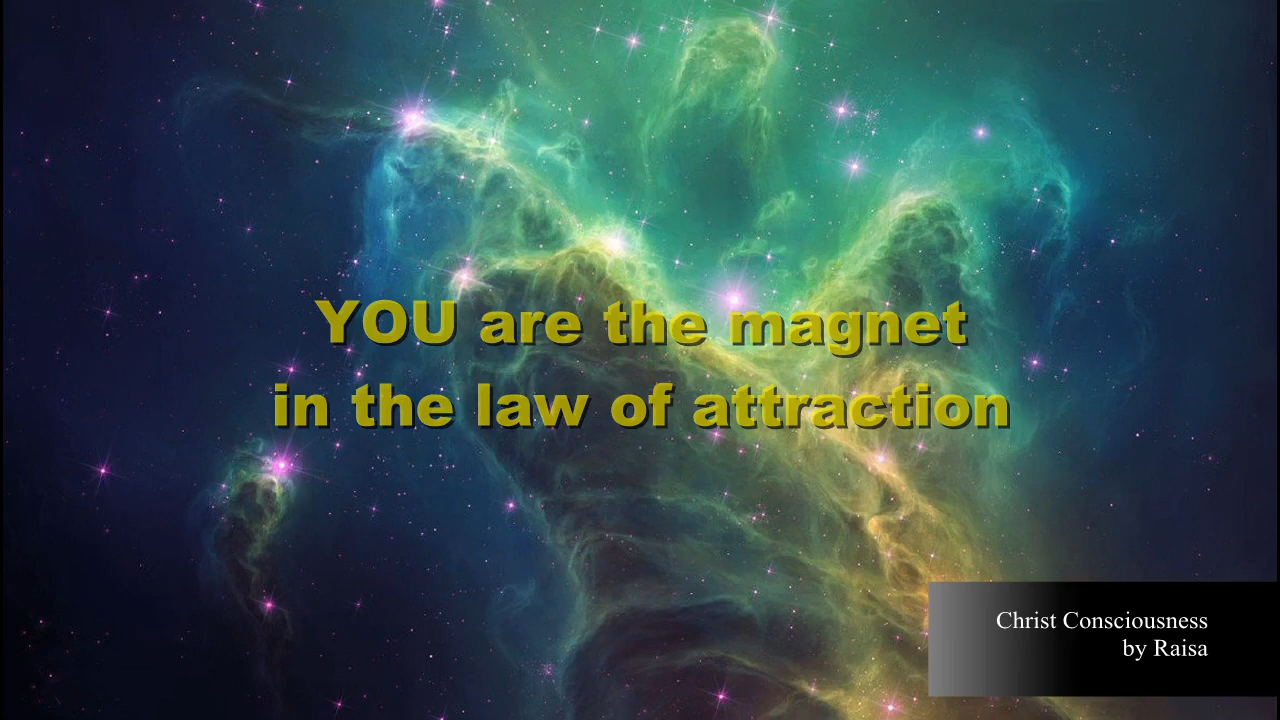 YOU are the magnet
in the law of attraction
Christ Consciousness
by Raisa